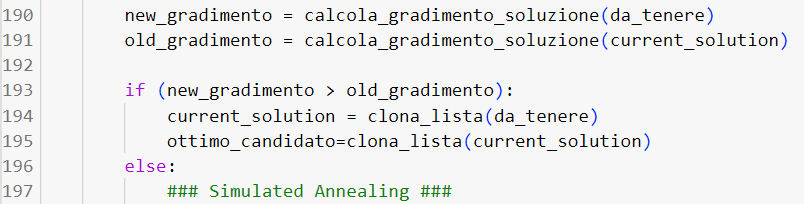 190 new_gradimento = calcola_gradimento_soluzione(da_tenere)
191 old_gradimento = calcola_gradimento_soluzione(current_solution)
192
193 if (new_gradimento > old_gradimento):
194 current_solution = clona_lista(da_tenere)
195 ottimo_candidato=clona_lista(current_solution)
196 else:
197 ### Simulated Annealing ###